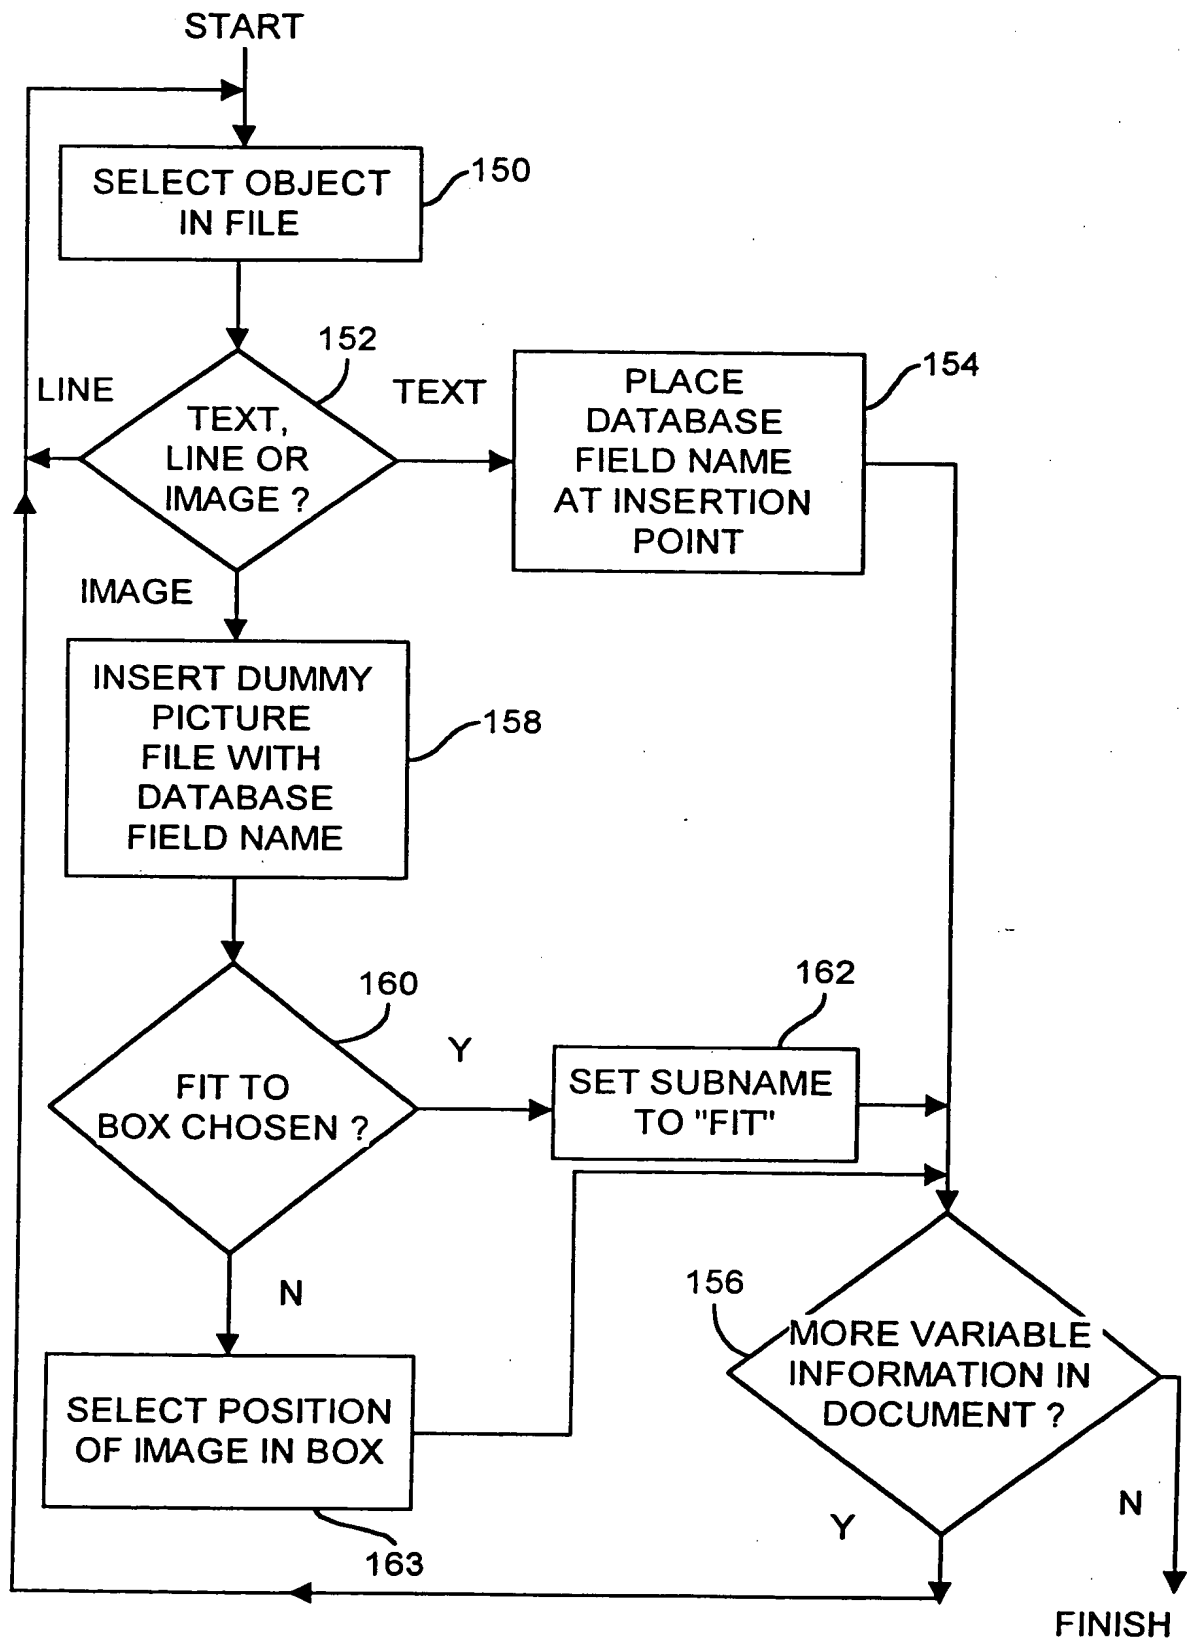 START
SELECT OBJECT
IN FILE
150
152
LINE
TEXT,
LINE OR
IMAGE ?
TEXT
PLACE
DATABASE
FIELD NAME
AT INSERTION
POINT
154
IMAGE
INSERT DUMMY
PICTURE
FILE WITH
DATABASE
FIELD NAME
158
160
FIT TO
BOX CHOSEN ?
Y
162
SET SUBNAME
TO "FIT"
N
SELECT POSITION
OF IMAGE IN BOX
163
156
MORE VARIABLE
INFORMATION IN
DOCUMENT ?
Y
N
FINISH